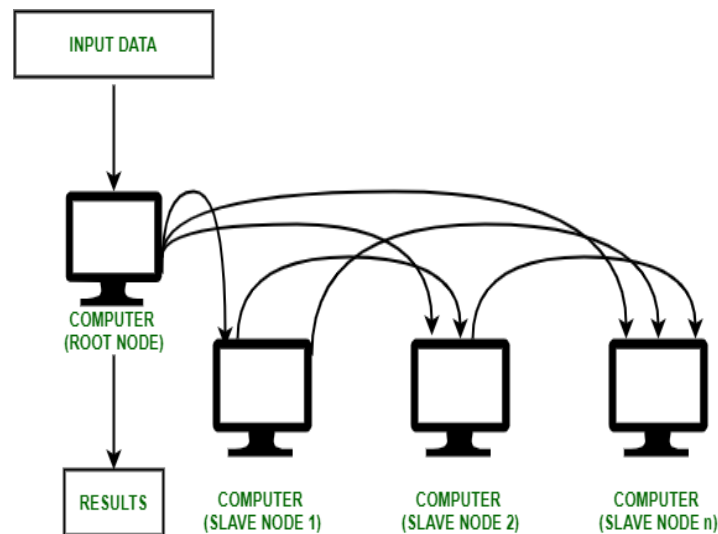 INPUT DATA
COMPUTER
(ROOT NODE)
RESULTS
COMPUTER
(SLAVE NODE 1)
COMPUTER
(SLAVE NODE 2)
COMPUTER
(SLAVE NODE n)